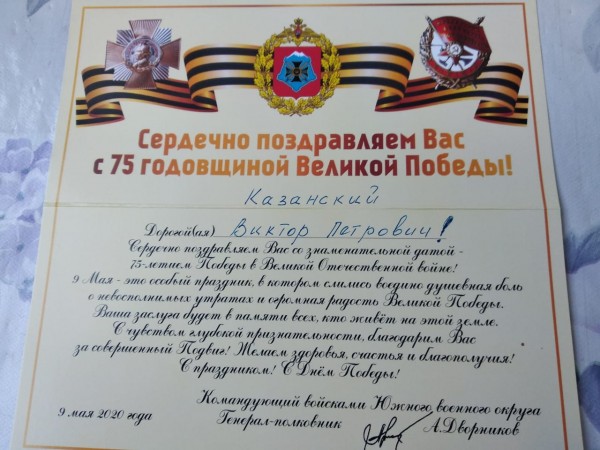 Сердечно поздравляем Вас
с 75 годовщиной Великой Победы!
Казанский
Дорогой(ая) Виктор Петрович!
Сердечно поздравляем Вас со знаменательной датой -
75-летием Победы в Великой Отечественной войне!
9 Мая - это особый праздник, в котором слились воедино душевная боль
о невосполнимых утратах и огромная радость Великой Победы.
Ваша заслуга будет в памяти всех, кто живёт на этой земле.
С чувством глубокой признательности, благодарим Вас
за совершенный Подвиг! Желаем здоровья, счастья и благополучия!
С праздником! С Днём Победы!
Командующий войсками Южного военного округа
9 мая 2020 года Генерал-полковник А.Дворников